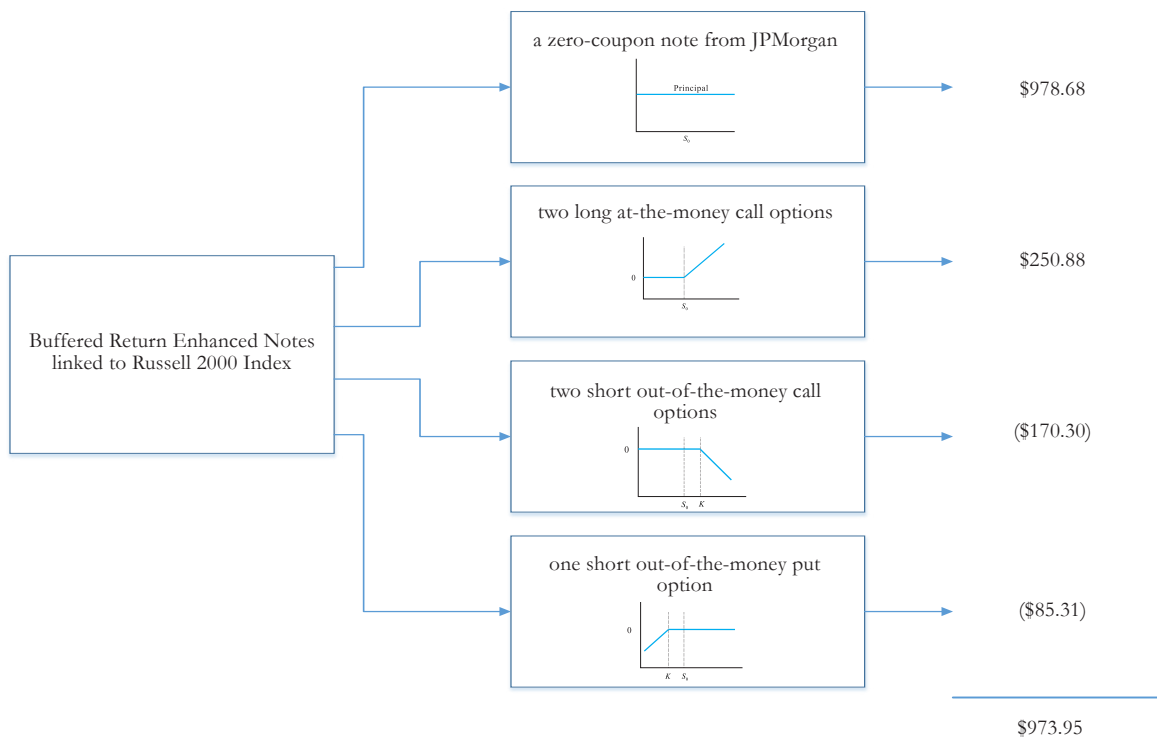 a zero-coupon note from JPMorgan
Principal
S₀
$978.68
two long at-the-money call options
0
S₀
$250.88
Buffered Return Enhanced Notes
linked to Russell 2000 Index
two short out-of-the-money call
options
0
S₀ K
($170.30)
one short out-of-the-money put
option
0
K S₀
($85.31)
$973.95